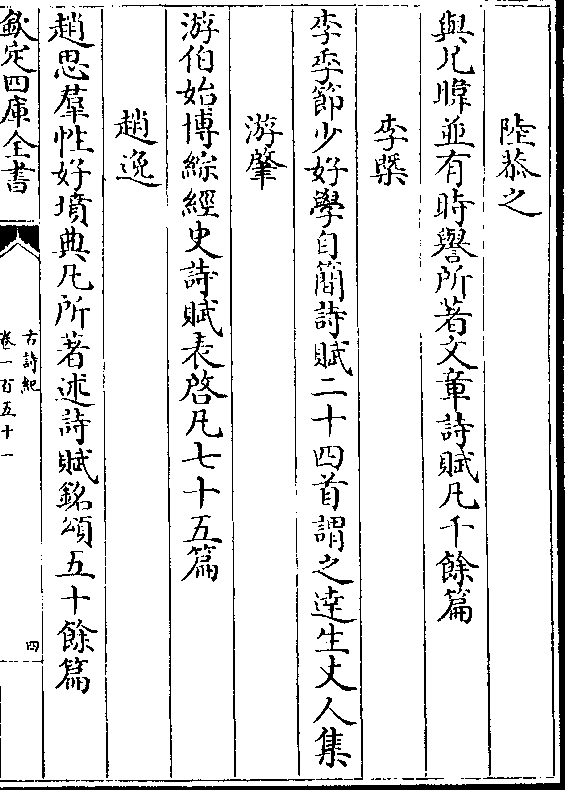 陸恭之
與兄暐並有時譽所著文章詩賦凡千餘篇
李槩
李季節少好學自簡詩賦二十四首謂之達生丈人集
游肇
游伯始博綜經史詩賦表啓凡七十五篇
趙逸
趙思羣性好墳典凡所著述詩賦銘頌五十餘篇
欽定四庫全書
古詩紀
卷一百五十一
四